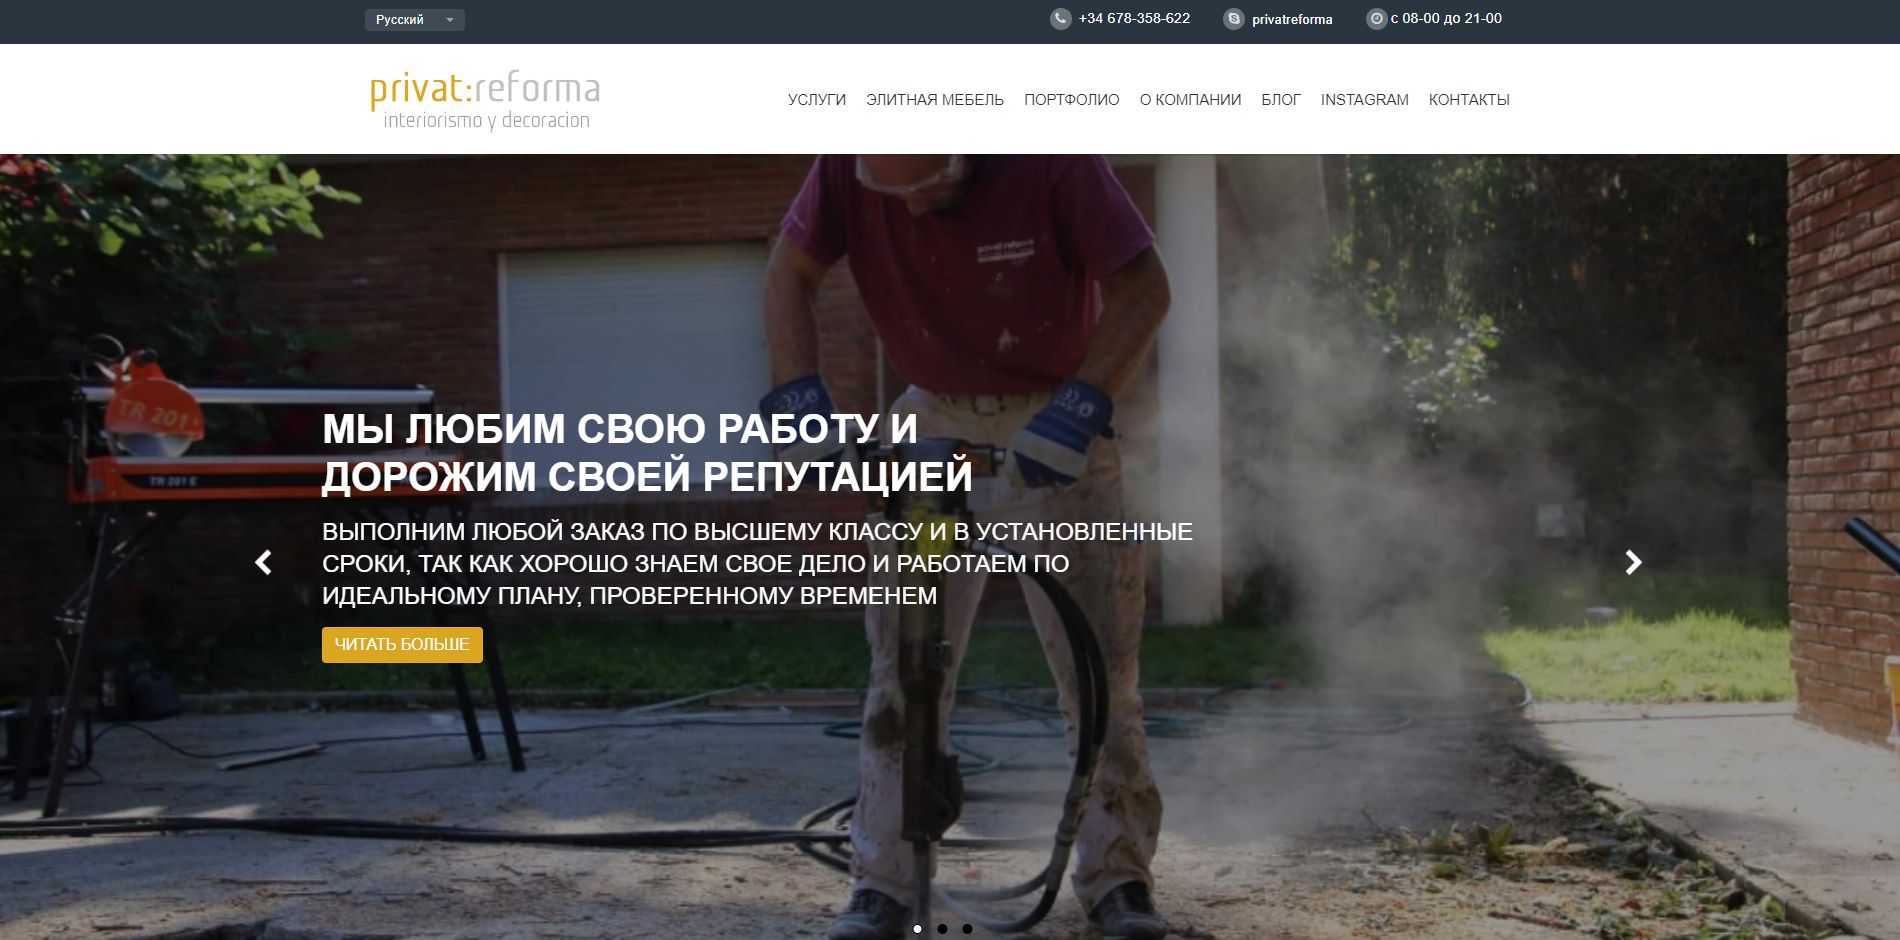 Русский
+34 678-358-622
privatreforma
с 08-00 до 21-00
privat:reforma
interiorismo y decoracion
УСЛУГИ ЭЛИТНАЯ МЕБЕЛЬ ПОРТФОЛИО О КОМПАНИИ БЛОГ INSTAGRAM КОНТАКТЫ
privat:reforma
TR 201
TR 201 E
МЫ ЛЮБИМ СВОЮ РАБОТУ И
ДОРОЖИМ СВОЕЙ РЕПУТАЦИЕЙ
ВЫПОЛНИМ ЛЮБОЙ ЗАКАЗ ПО ВЫСШЕМУ КЛАССУ И В УСТАНОВЛЕННЫЕ
СРОКИ, ТАК КАК ХОРОШО ЗНАЕМ СВОЕ ДЕЛО И РАБОТАЕМ ПО
ИДЕАЛЬНОМУ ПЛАНУ, ПРОВЕРЕННОМУ ВРЕМЕНЕМ
ЧИТАТЬ БОЛЬШЕ